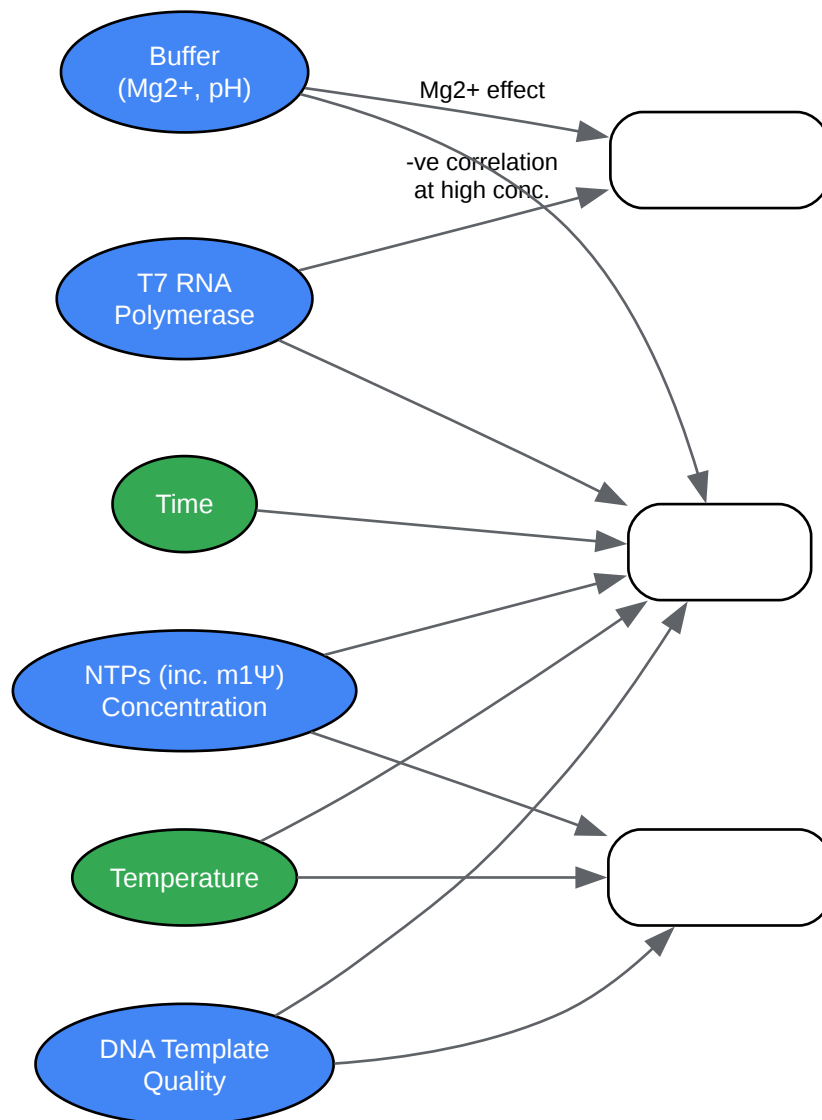 Buffer
(Mg2+, pH)
Mg2+ effect
-ve correlation
at high conc.
T7 RNA
Polymerase
Time
NTPs (inc. m1Ψ)
Concentration
Temperature
DNA Template
Quality